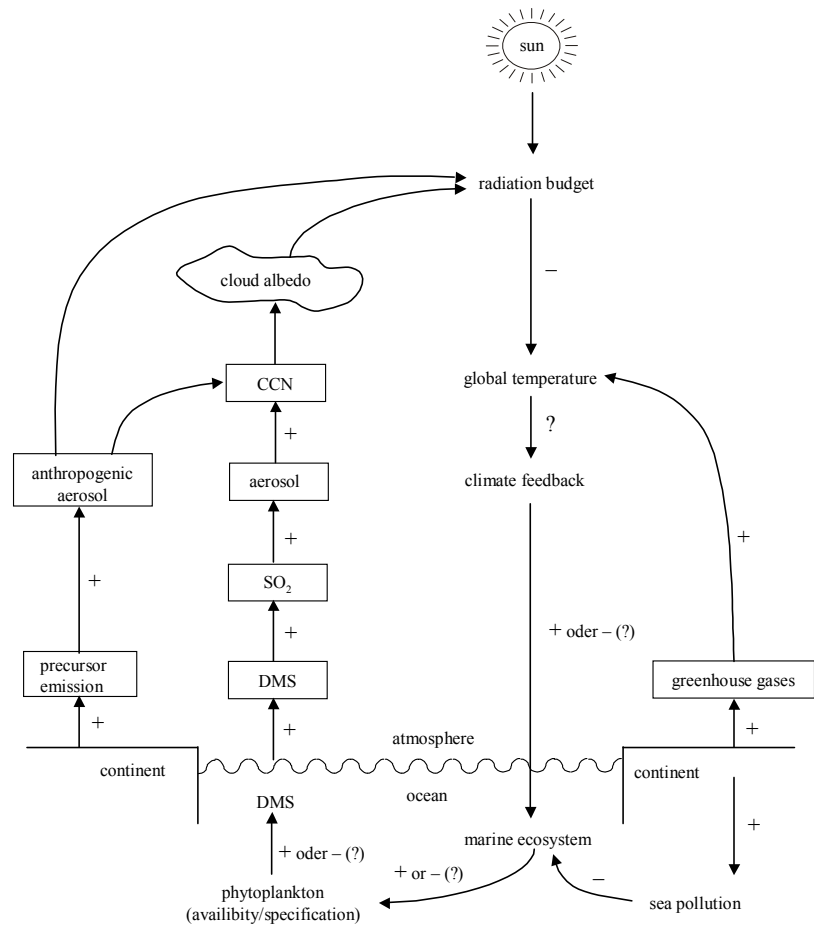 sun
radiation budget
–
cloud albedo
global temperature
CCN
?
+
anthropogenic
aerosol
aerosol
climate feedback
+
+
SO₂
+
+
+ oder – (?)
precursor
emission
DMS
greenhouse gases
+
+
+
atmosphere
continent
continent
ocean
DMS
+
+ oder – (?)
marine ecosystem
+ or – (?)
–
phytoplankton
(availibity/specification)
sea pollution